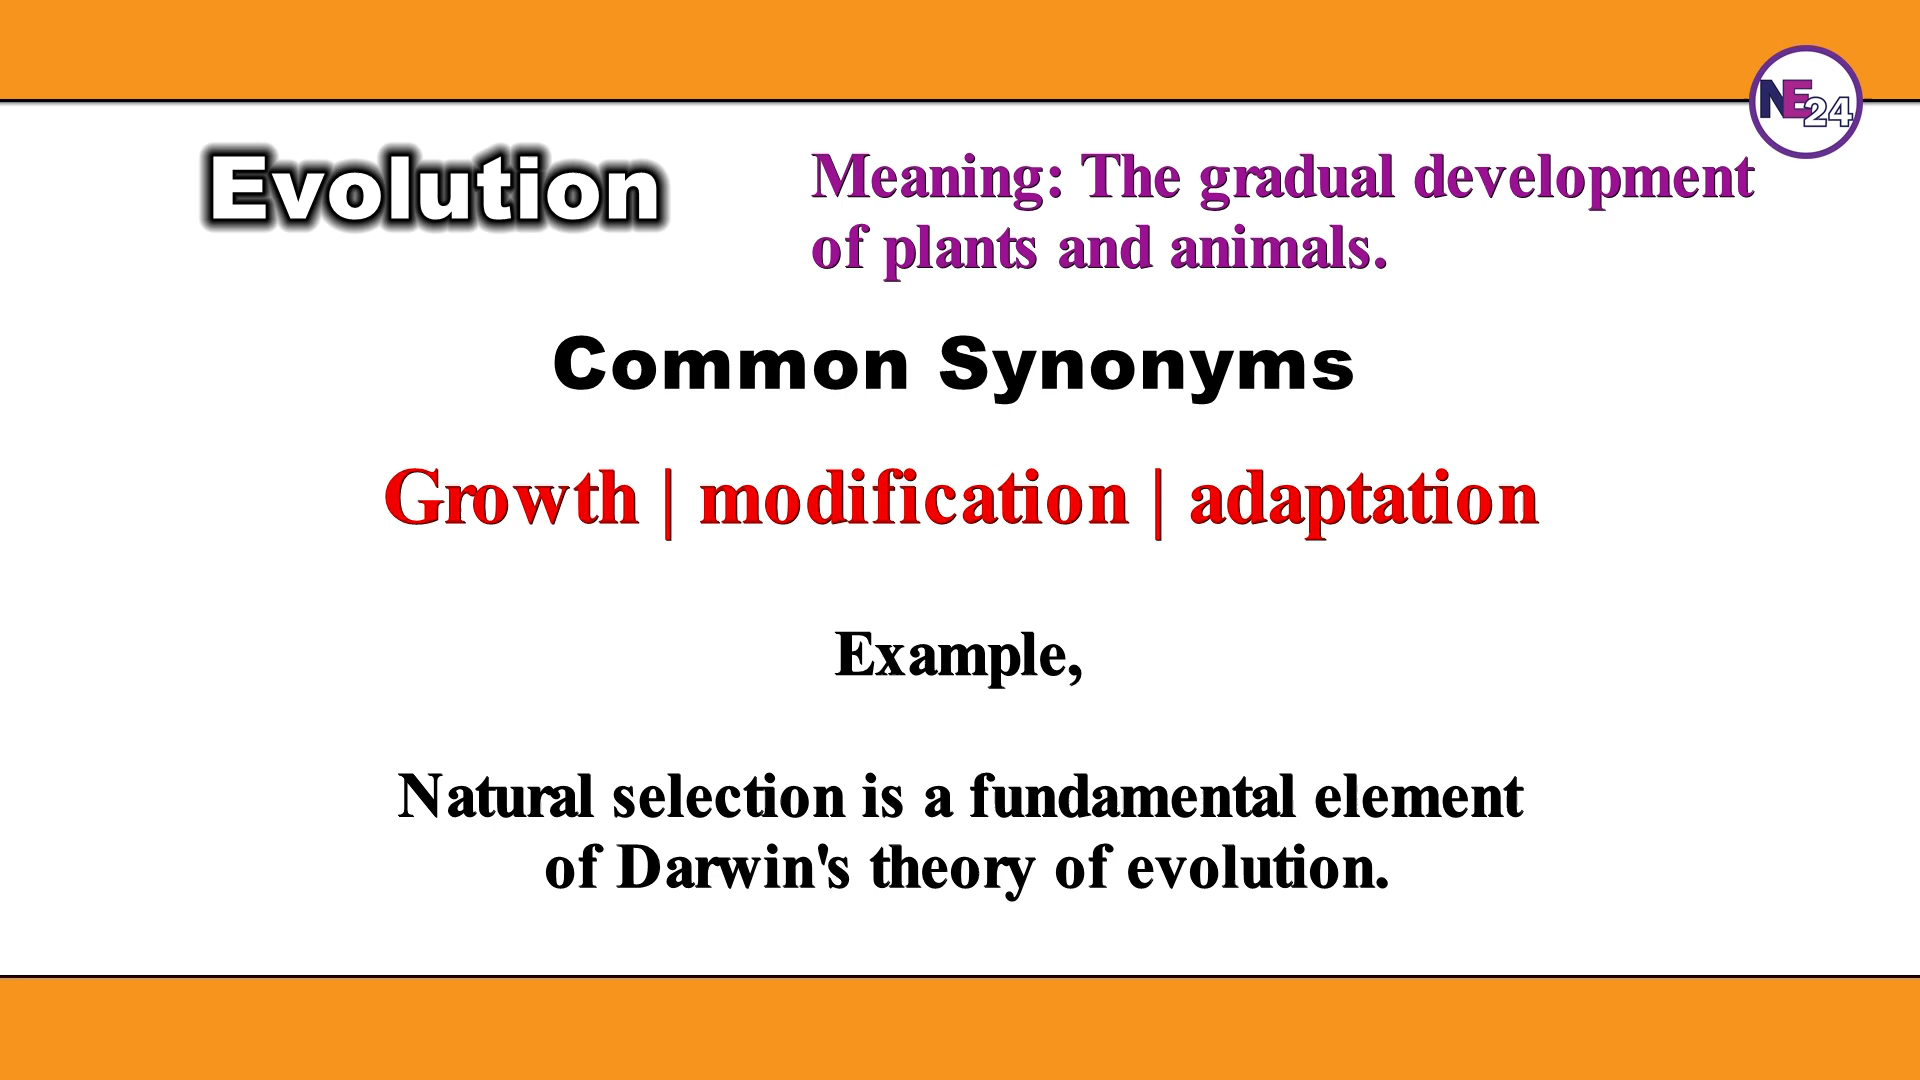 NE24
Evolution
Meaning: The gradual development
of plants and animals.
Common Synonyms
Growth | modification | adaptation
Example,
Natural selection is a fundamental element
of Darwin's theory of evolution.